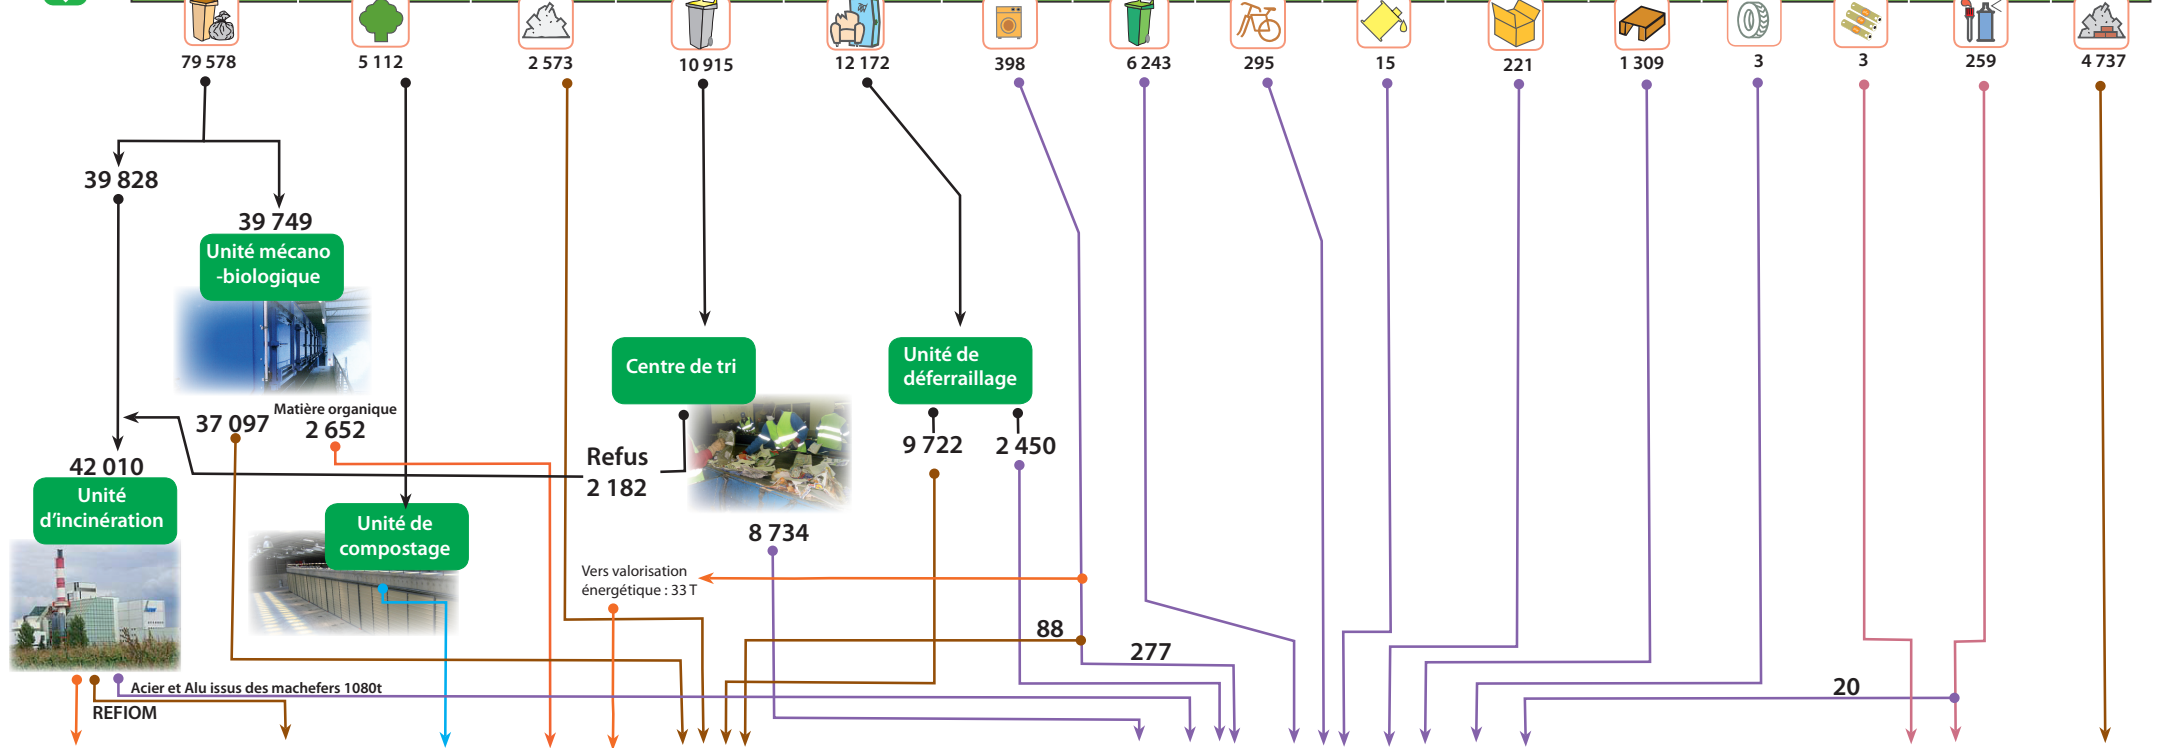 79 578
5 112
2 573
10 915
12 172
398
6 243
295
15
221
1 309
3
3
259
4 737
39 828
39 749
Unité mécano
-biologique
Centre de tri
Unité de
déferraillage
37 097
Matière organique
2 652
9 722
2 450
Refus
2 182
42 010
Unité
d'incinération
Unité de
compostage
8 734
Vers valorisation
énergétique : 33 T
88
277
Acier et Alu issus des machefers 1080t
20
REFIOM